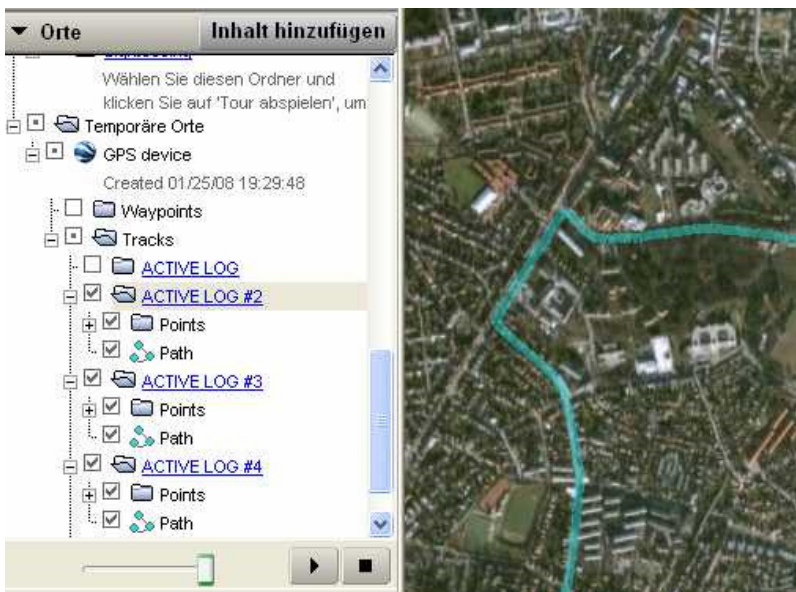 Orte
Inhalt hinzufügen
Wählen Sie diesen Ordner und
klicken Sie auf 'Tour abspielen', um
Temporäre Orte
GPS device
Created 01/25/08 19:29:48
Waypoints
Tracks
ACTIVE LOG
ACTIVE LOG #2
Points
Path
ACTIVE LOG #3
Points
Path
ACTIVE LOG #4
Points
Path